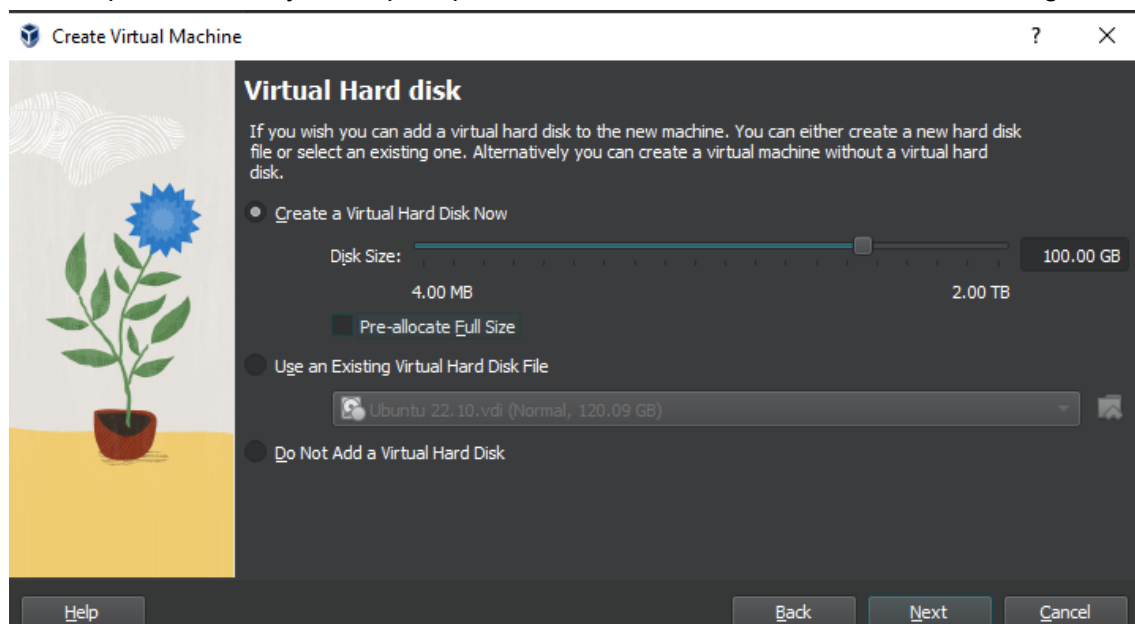 Create Virtual Machine
?
Virtual Hard disk
If you wish you can add a virtual hard disk to the new machine. You can either create a new hard disk
file or select an existing one. Alternatively you can create a virtual machine without a virtual hard
disk.
Create a Virtual Hard Disk Now
Disk Size:
100.00 GB
4.00 MB
2.00 TB
Pre-allocate Full Size
Use an Existing Virtual Hard Disk File
Ubuntu 22.10.vdi (Normal, 120.09 GB)
Do Not Add a Virtual Hard Disk
Help
Back
Next
Cancel